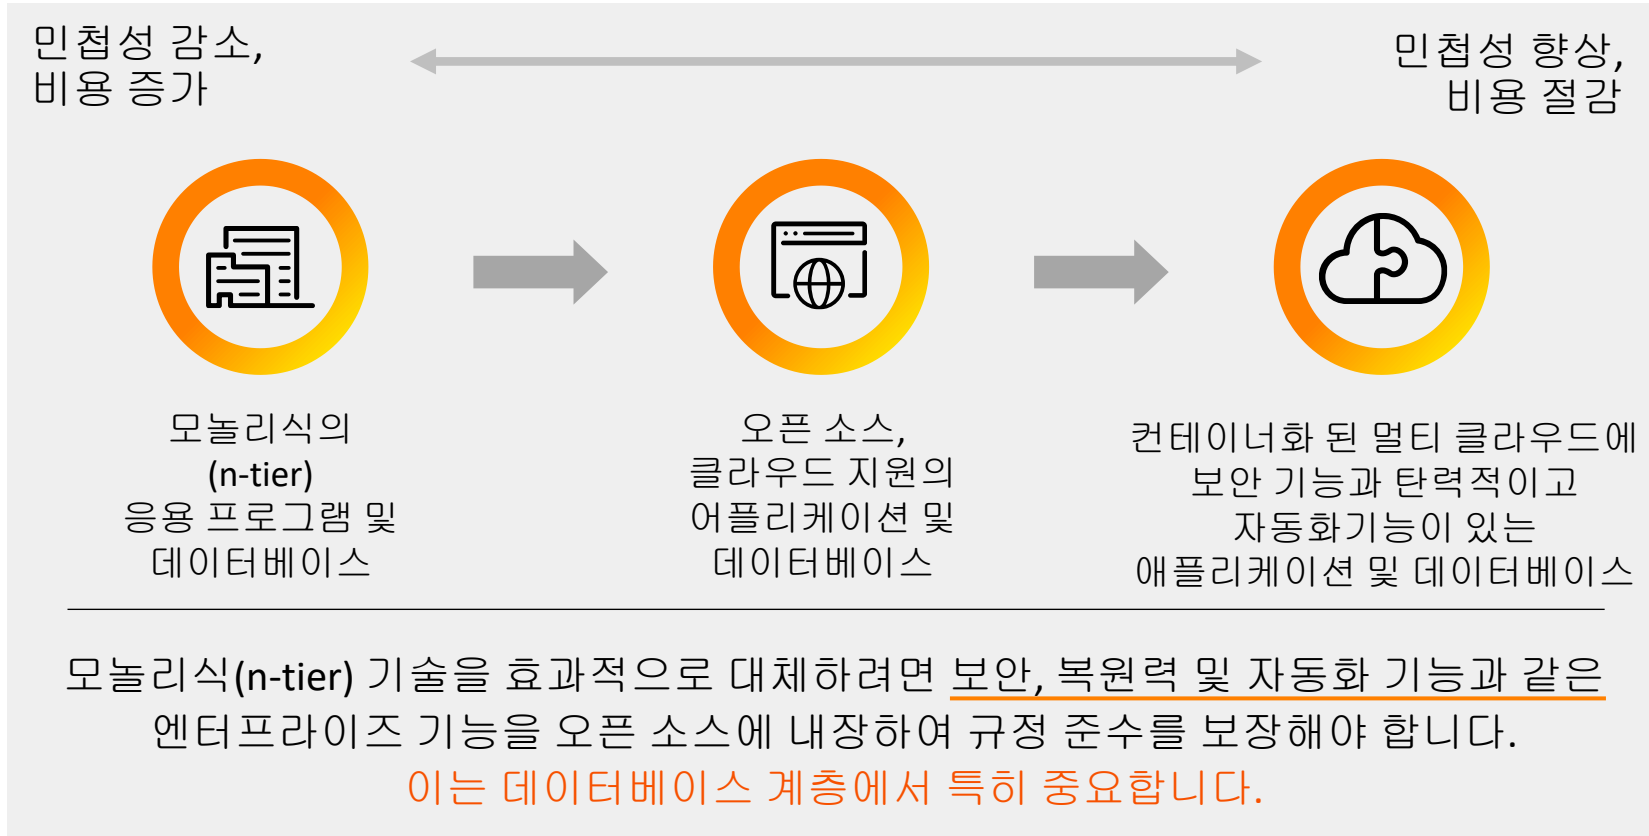 민첩성 감소,
비용 증가
민첩성 향상,
비용 절감
모놀리식의
(n-tier)
응용 프로그램 및
데이터베이스
오픈 소스,
클라우드 지원의
어플리케이션 및
데이터베이스
컨테이너화 된 멀티 클라우드에
보안 기능과 탄력적이고
자동화기능이 있는
애플리케이션 및 데이터베이스
모놀리식(n-tier) 기술을 효과적으로 대체하려면 보안, 복원력 및 자동화 기능과 같은
엔터프라이즈 기능을 오픈 소스에 내장하여 규정 준수를 보장해야 합니다.
이는 데이터베이스 계층에서 특히 중요합니다.